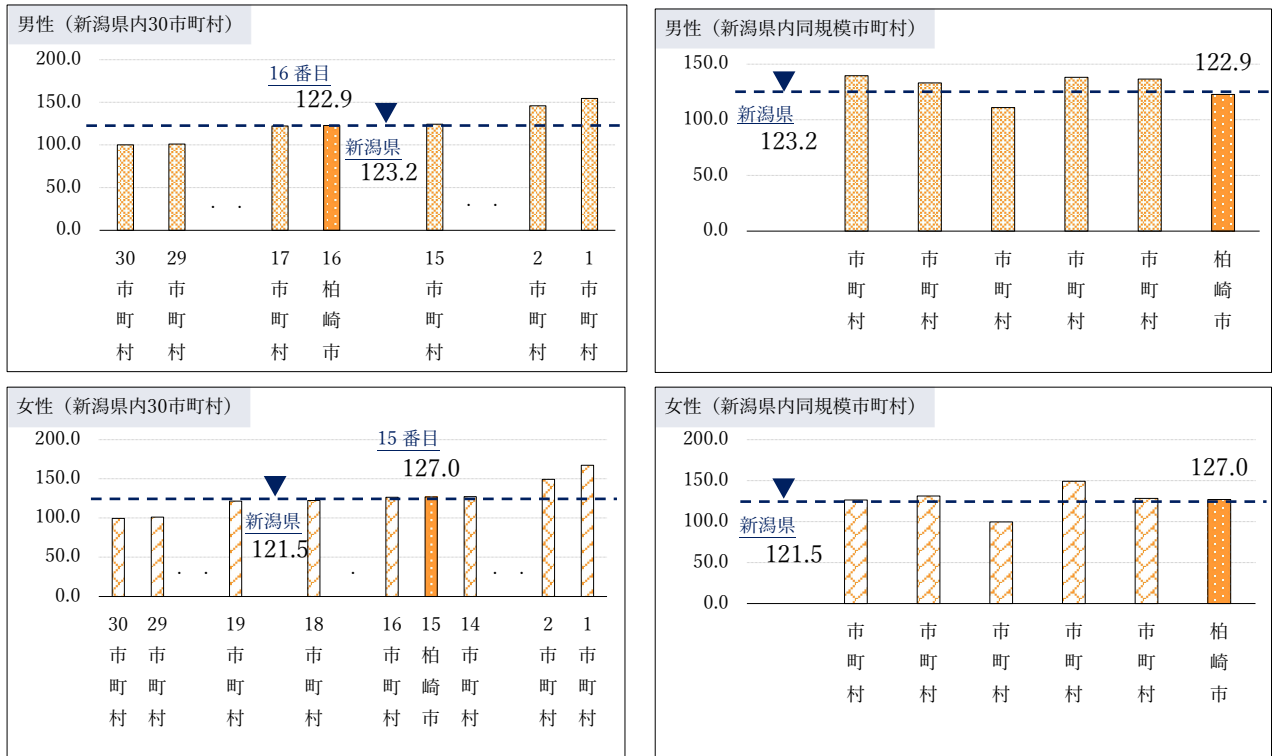 男性（新潟県内30市町村）
200.0
150.0
100.0
50.0
0.0
16 番目
122.9
新潟県
123.2
. .
. .
30 29 17 16 15 2 1
市町村 市町村 市町村 柏崎市 市町村 市町村 市町村
男性（新潟県内同規模市町村）
150.0
100.0
50.0
0.0
新潟県
123.2
122.9
市町村 市町村 市町村 市町村 市町村 柏崎市
女性（新潟県内30市町村）
200.0
150.0
100.0
50.0
0.0
15 番目
127.0
新潟県
121.5
. .
.
. .
30 29 19 18 16 15 14 2 1
市町村 市町村 市町村 市町村 市町村 柏崎市 市町村 市町村 市町村
女性（新潟県内同規模市町村）
200.0
150.0
100.0
50.0
0.0
新潟県
121.5
127.0
市町村 市町村 市町村 市町村 市町村 柏崎市